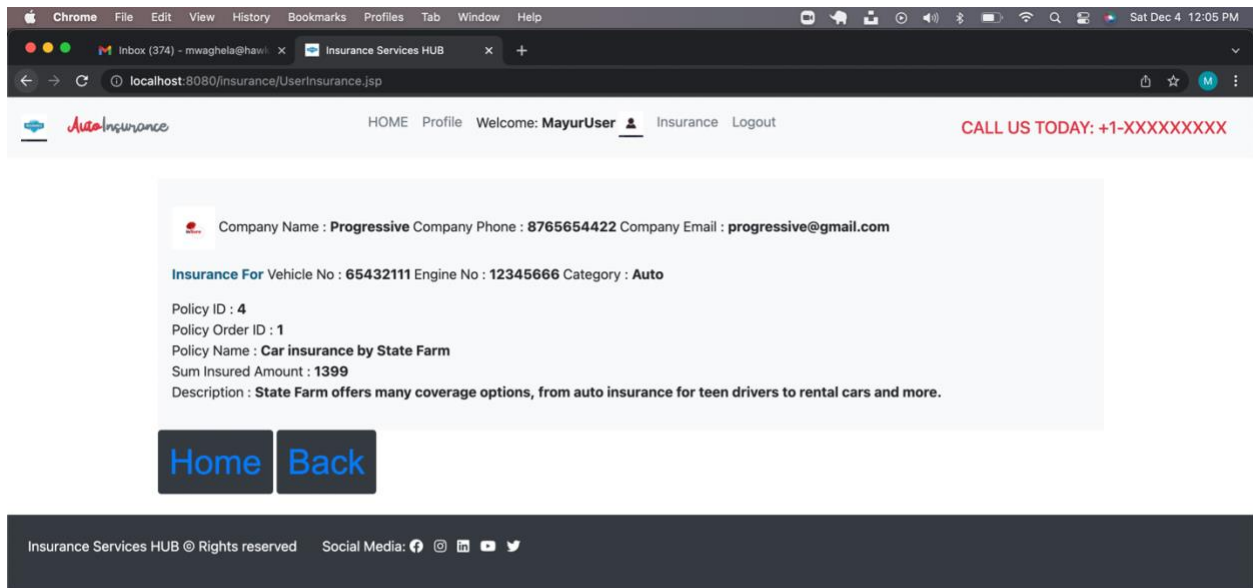 Chrome File Edit View History Bookmarks Profiles Tab Window Help Sat Dec 4 12:05 PM
Inbox (374) – mwaghela@haw Insurance Services HUB
localhost:8080/insurance/UserInsurance.jsp M
AutoInsurance HOME Profile Welcome: MayurUser Insurance Logout CALL US TODAY: +1-XXXXXXXXX
Company Name : Progressive Company Phone : 8765654422 Company Email : progressive@gmail.com
Insurance For Vehicle No : 65432111 Engine No : 12345666 Category : Auto
Policy ID : 4
Policy Order ID : 1
Policy Name : Car insurance by State Farm
Sum Insured Amount : 1399
Description : State Farm offers many coverage options, from auto insurance for teen drivers to rental cars and more.
Home Back
Insurance Services HUB © Rights reserved Social Media: